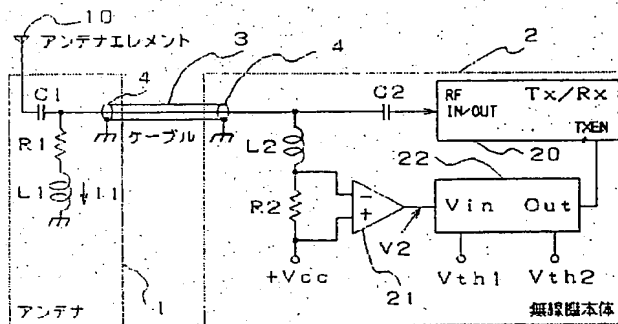 10
アンテナエレメント
3
4
4
2
C1
C2
RF
IN/OUT
Tx/Rx
TXEN
R1
ケーブル
L2
20
22
L1
I1
R2
Vin
Out
V2
+Vcc
21
Vth1
Vth2
アンテナ
1
無線機本体